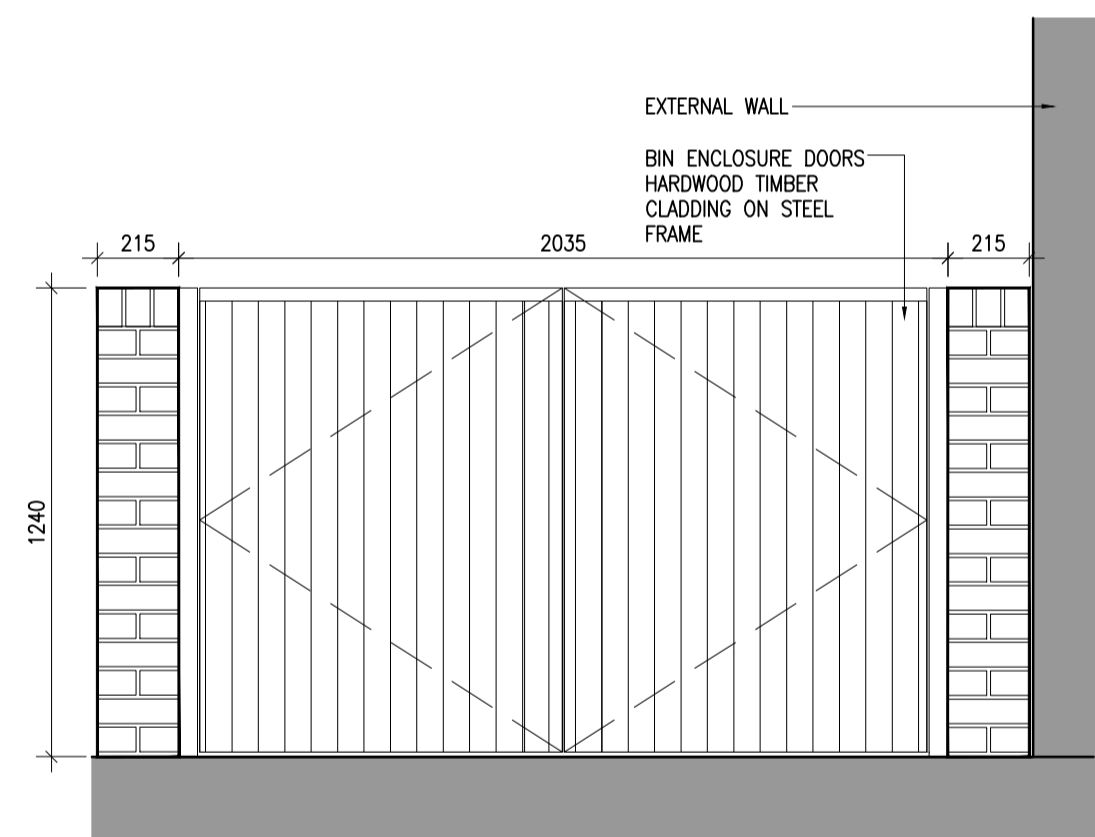 EXTERNAL WALL
BIN ENCLOSURE DOORS
HARDWOOD TIMBER
CLADDING ON STEEL
FRAME
215
2035
215
1240